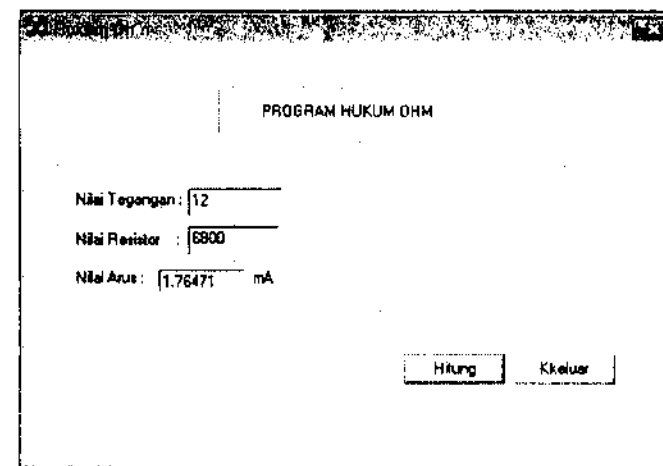 PROGRAM HUKUM OHM
Nilai Tegangan : 12
Nilai Resistor : 6800
Nilai Arus : 1.76471 mA
Hitung Kkeluar